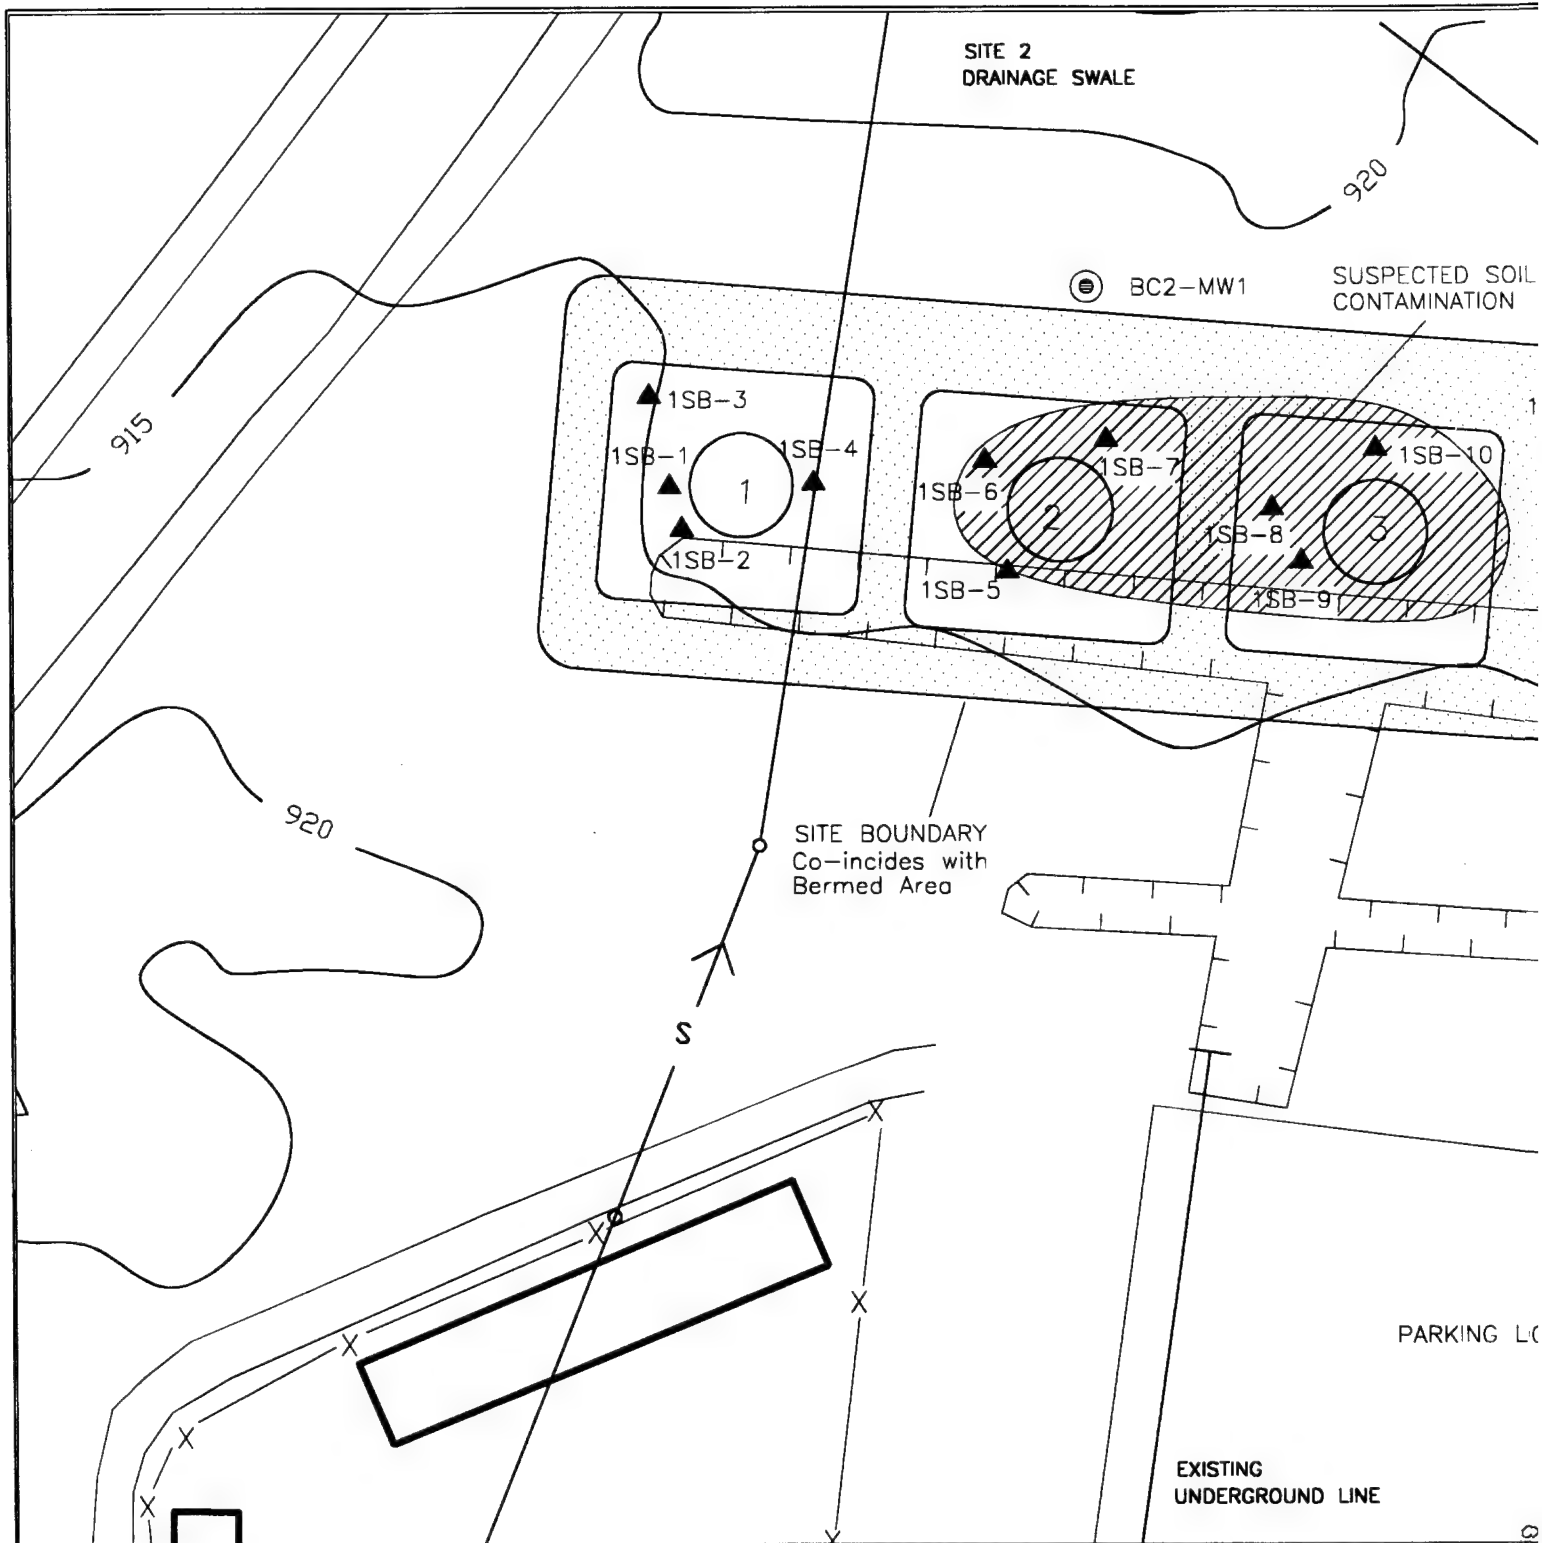 SITE 2
DRAINAGE SWALE
920
BC2-MW1
SUSPECTED SOIL
CONTAMINATION
915
1SB-3
1SB-4
1SB-1
1
1SB-2
1SB-7
1SB-6
2
1SB-5
1SB-10
1SB-8
3
1SB-9
1
920
SITE BOUNDARY
Co-incides with
Bermed Area
S
PARKING
EXISTING
UNDERGROUND LINE